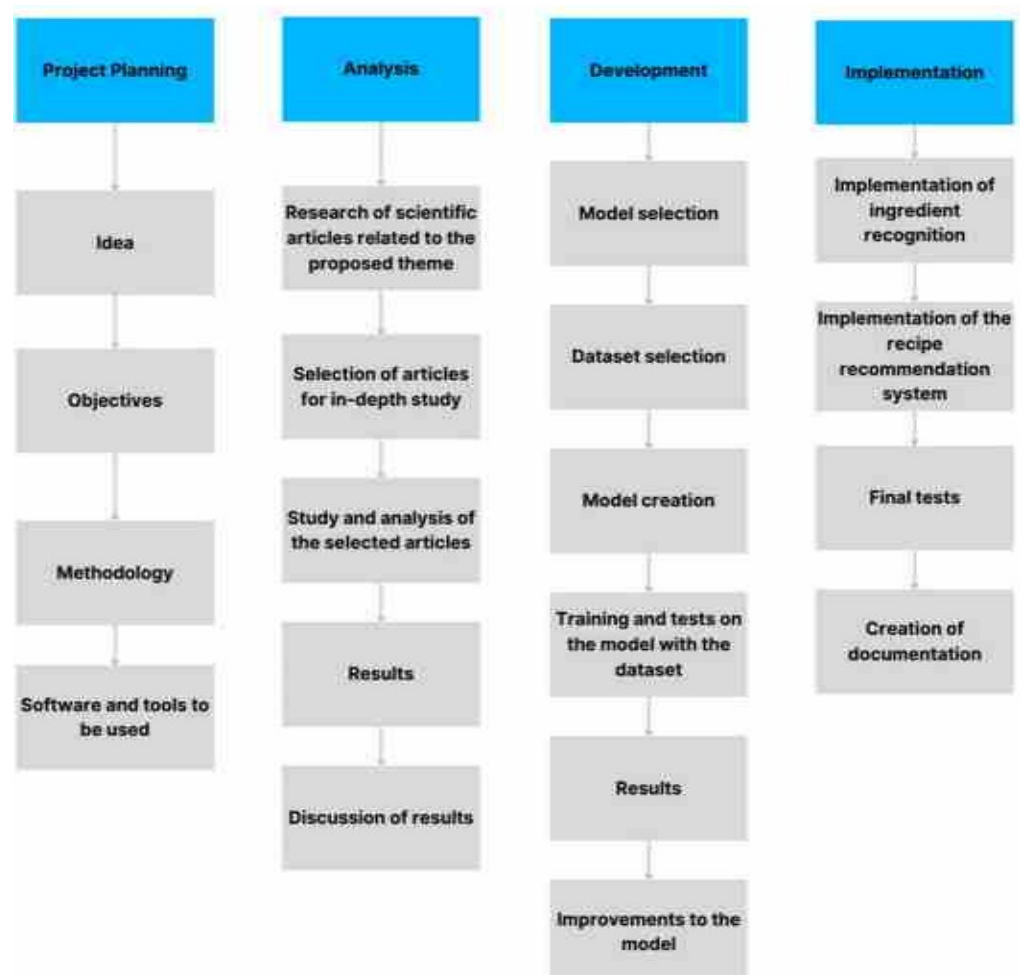 Project Planning
Idea
Objectives
Methodology
Software and tools to
be used
Analysis
Research of scientific
articles related to the
proposed theme
Selection of articles
for in-depth study
Study and analysis of
the selected articles
Results
Discussion of results
Development
Model selection
Dataset selection
Model creation
Training and tests on
the model with the
dataset
Results
Improvements to the
model
Implementation
Implementation of
ingredient
recognition
Implementation of the
recipe
recommendation
system
Final tests
Creation of
documentation